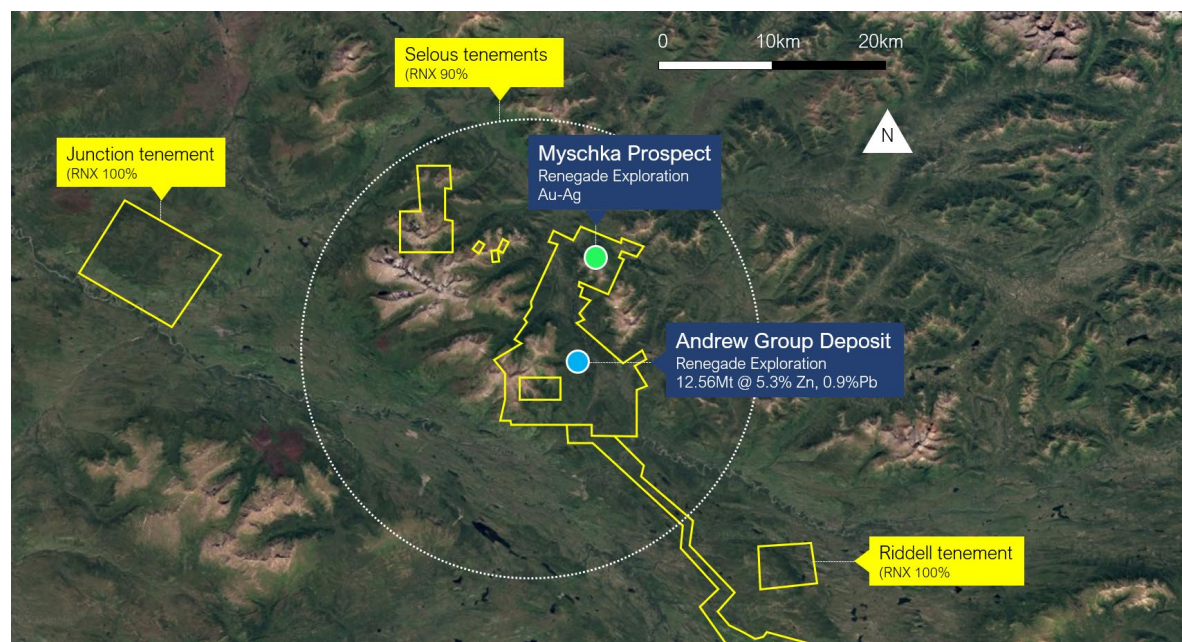 Selous tenements
(RNX 90%
0 10km 20km
N
Junction tenement
(RNX 100%
Myschka Prospect
Renegade Exploration
Au-Ag
Andrew Group Deposit
Renegade Exploration
12.56Mt @ 5.3% Zn, 0.9%Pb
Riddell tenement
(RNX 100%